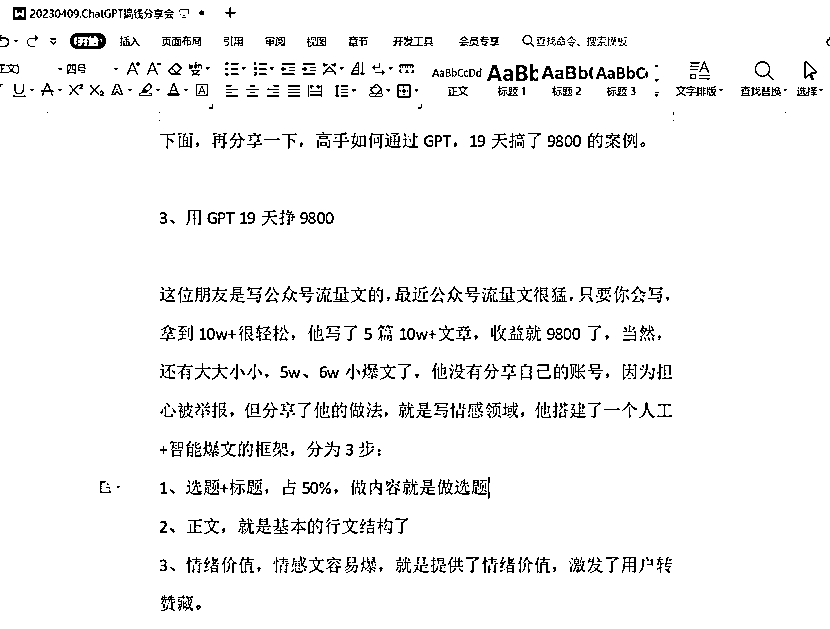 20230409.ChatGPT搞钱分享会
开始 插入 页面布局 引用 审阅 视图 章节 开发工具 会员专享 查找命令、搜索模板
正文) 四号 AaBbCcDd AaBb AaBb( AaBbC
正文 标题 1 标题 2 标题 3 文字排版 查找替换 选择
下面，再分享一下，高手如何通过 GPT，19 天搞了 9800 的案例。
3、用 GPT 19 天挣 9800
这位朋友是写公众号流量文的，最近公众号流量文很猛，只要你会写，
拿到 10w+很轻松，他写了 5 篇 10w+文章，收益就 9800 了，当然，
还有大大小小，5w、6w 小爆文了，他没有分享自己的账号，因为担
心被举报，但分享了他的做法，就是写情感领域，他搭建了一个人工
+智能爆文的框架，分为 3 步：
1、选题+标题，占 50%，做内容就是做选题
2、正文，就是基本的行文结构了
3、情绪价值，情感文容易爆，就是提供了情绪价值，激发了用户转
赞藏。